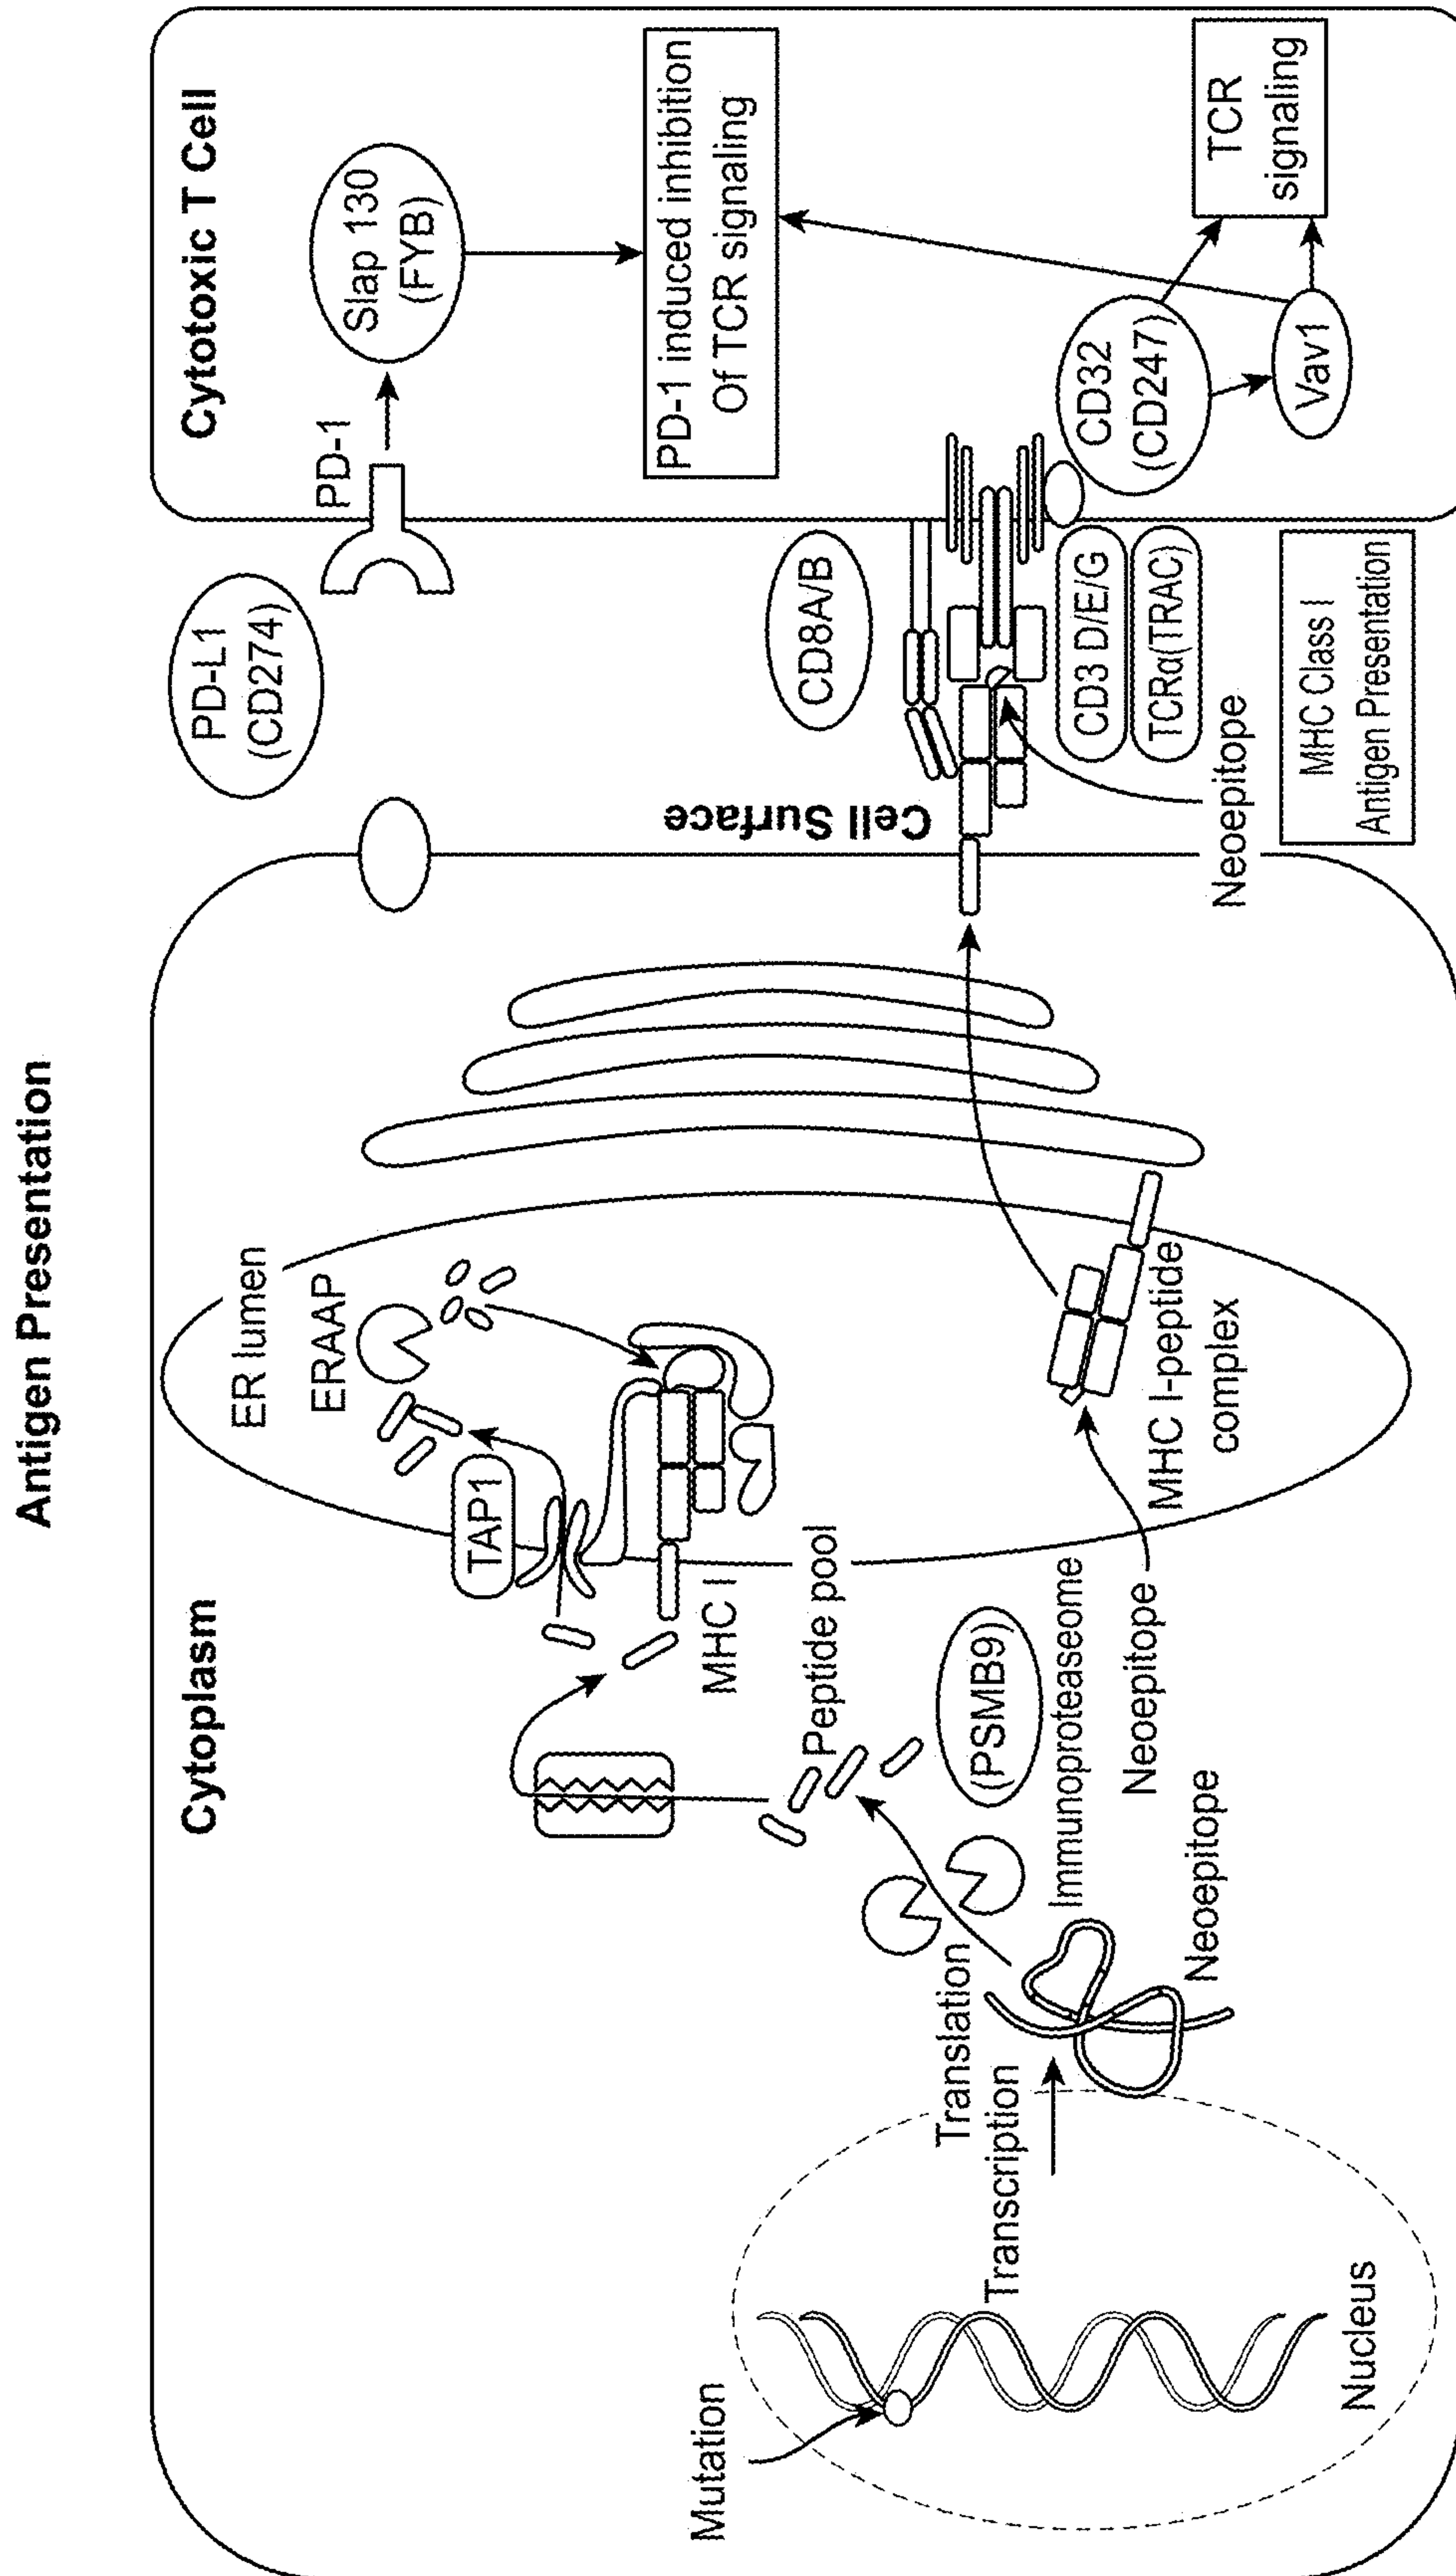 Antigen Presentation
Cytoplasm
Cytotoxic T Cell
PD-L1
(CD274)
PD-1
Slap 130
(FYB)
ER lumen
ERAAP
TAP1
MHC I
PD-1 induced inhibition
Of TCR signaling
Cell Surface
Mutation
Peptide pool
CD8A/B
(PSMB9)
Immunoproteaseome
Translation
Transcription
Neoepitope
Neoepitope
MHC I-peptide
complex
Neoepitope
CD3 D/E/G
TCRα(TRAC)
CD32
(CD247)
Vav1
TCR
signaling
MHC Class I
Antigen Presentation
Nucleus